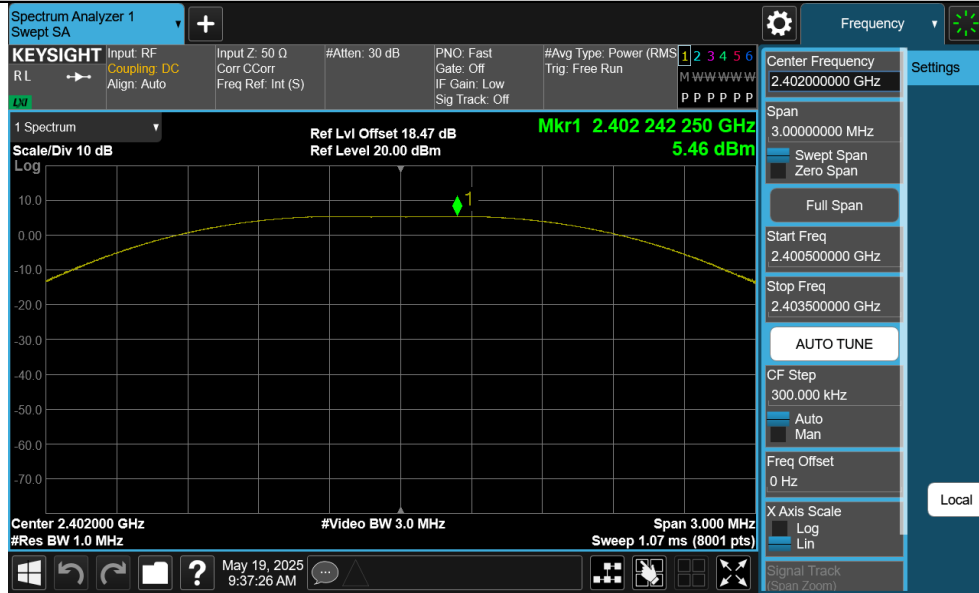 Spectrum Analyzer 1
Swept SA
+
Frequency
KEYSIGHT
RL
LXI
Input: RF
Coupling: DC
Align: Auto
Input Z: 50 Ω
Corr CCorr
Freq Ref: Int (S)
#Atten: 30 dB
PNO: Fast
Gate: Off
IF Gain: Low
Sig Track: Off
#Avg Type: Power (RMS
Trig: Free Run
1 2 3 4 5 6
M W W W W W
P P P P P P
1 Spectrum
Scale/Div 10 dB
Ref Lvl Offset 18.47 dB
Ref Level 20.00 dBm
Mkr1 2.402 242 250 GHz
5.46 dBm
Log
1
10.0
0.00
-10.0
-20.0
-30.0
-40.0
-50.0
-60.0
-70.0
Center 2.402000 GHz
#Res BW 1.0 MHz
#Video BW 3.0 MHz
Span 3.000 MHz
Sweep 1.07 ms (8001 pts)
Center Frequency
2.402000000 GHz
Span
3.00000000 MHz
Swept Span
Zero Span
Full Span
Start Freq
2.400500000 GHz
Stop Freq
2.403500000 GHz
AUTO TUNE
CF Step
300.000 kHz
Auto
Man
Freq Offset
0 Hz
X Axis Scale
Log
Lin
Signal Track
(Span Zoom)
Settings
Local
?
May 19, 2025
9:37:26 AM